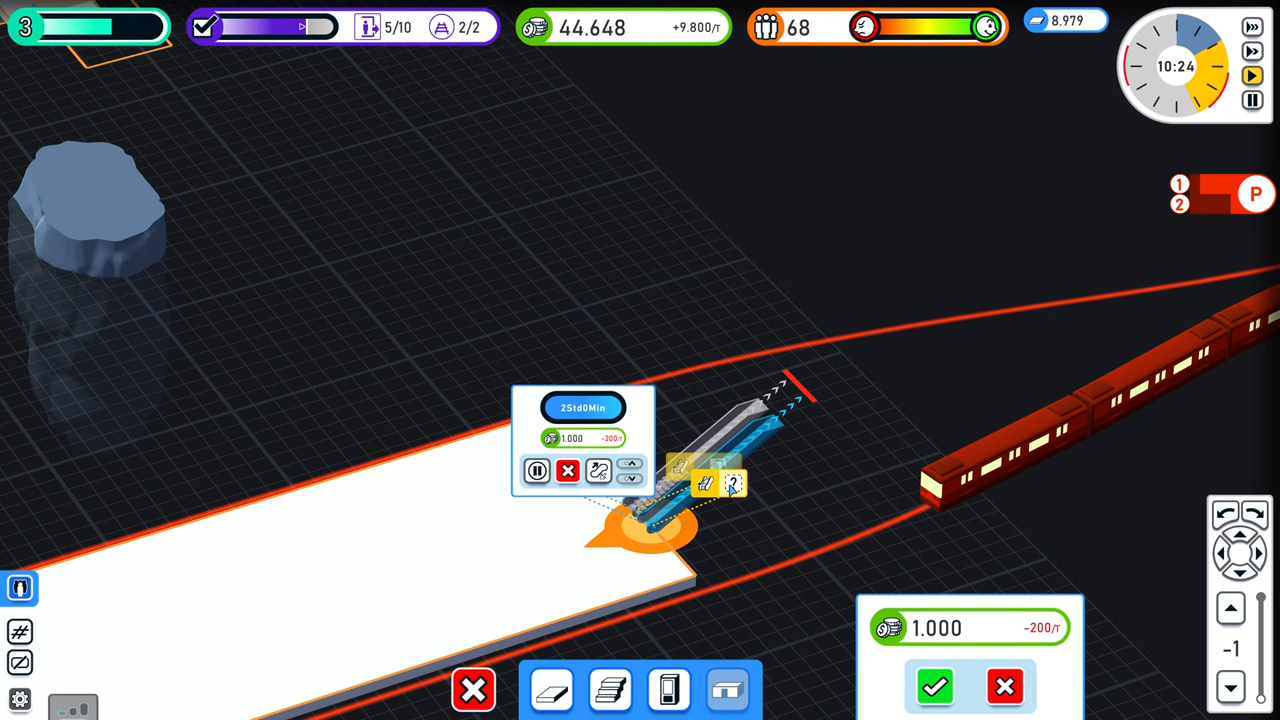 3
5/10
2/2
44.648
+9.800/T
68
8.979
10:24
1
2
P
2Std0Min
1.000
-200/T
?
1.000
-200/T
-1